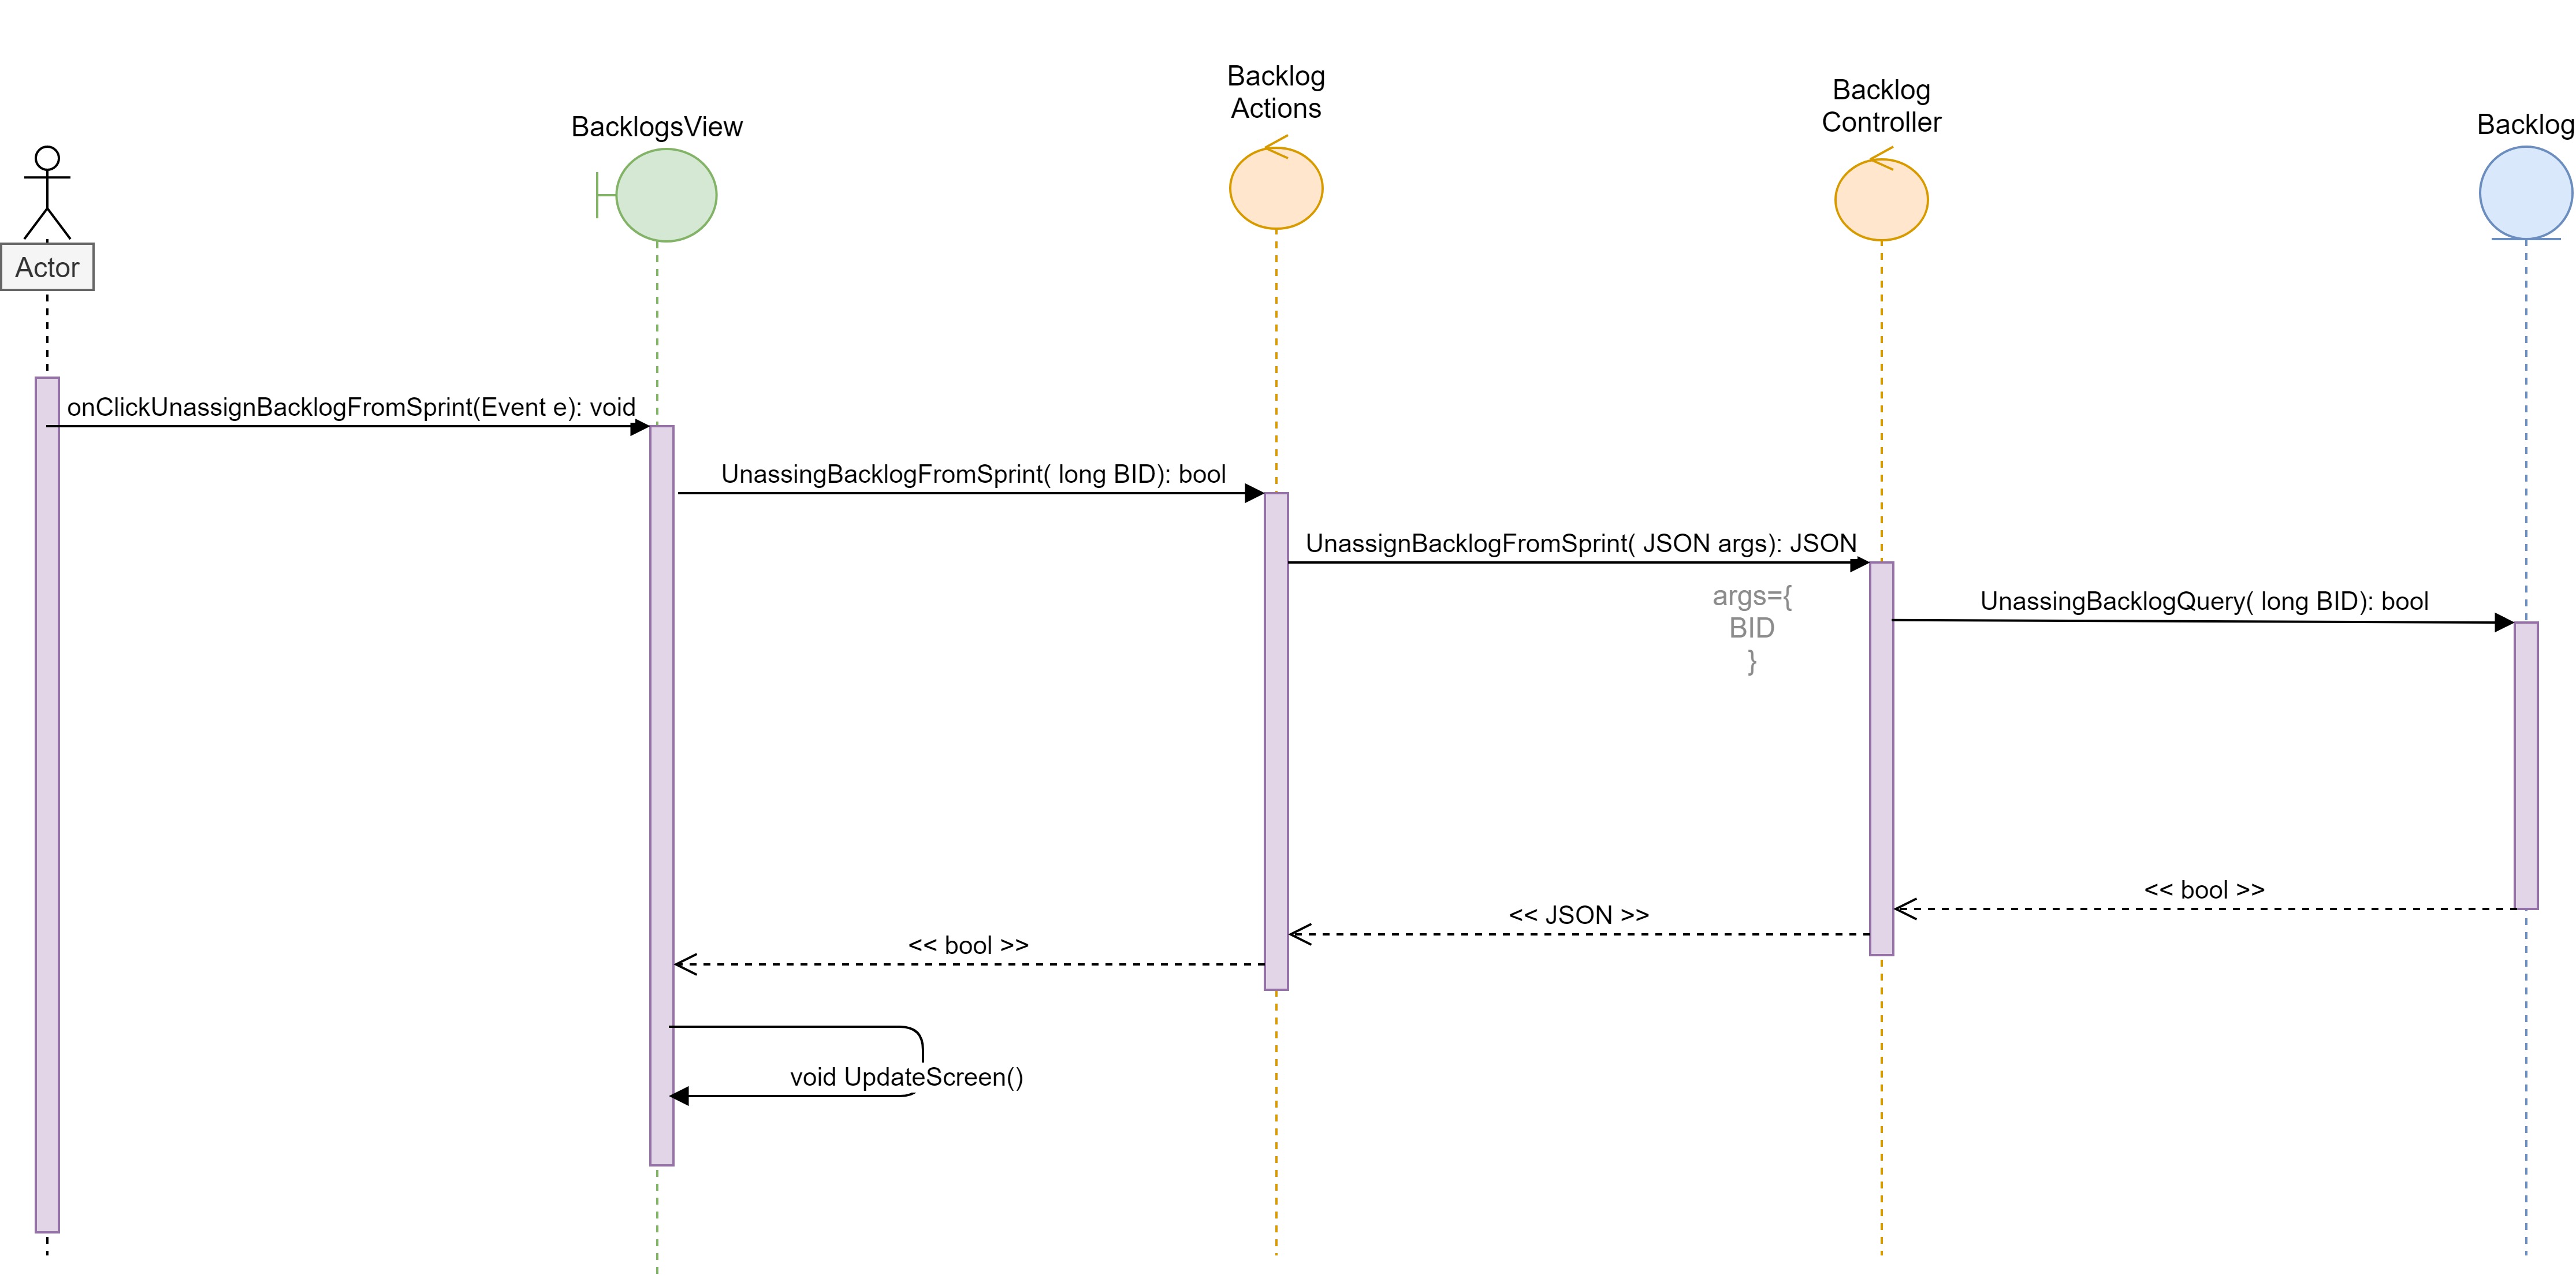 Backlog
Actions
Backlog
Controller
BacklogsView
Backlog
Actor
onClickUnassignBacklogFromSprint(Event e): void
UnassingBacklogFromSprint( long BID): bool
UnassignBacklogFromSprint( JSON args): JSON
args={
BID
}
UnassingBacklogQuery( long BID): bool
<< bool >>
<< JSON >>
<< bool >>
void UpdateScreen()